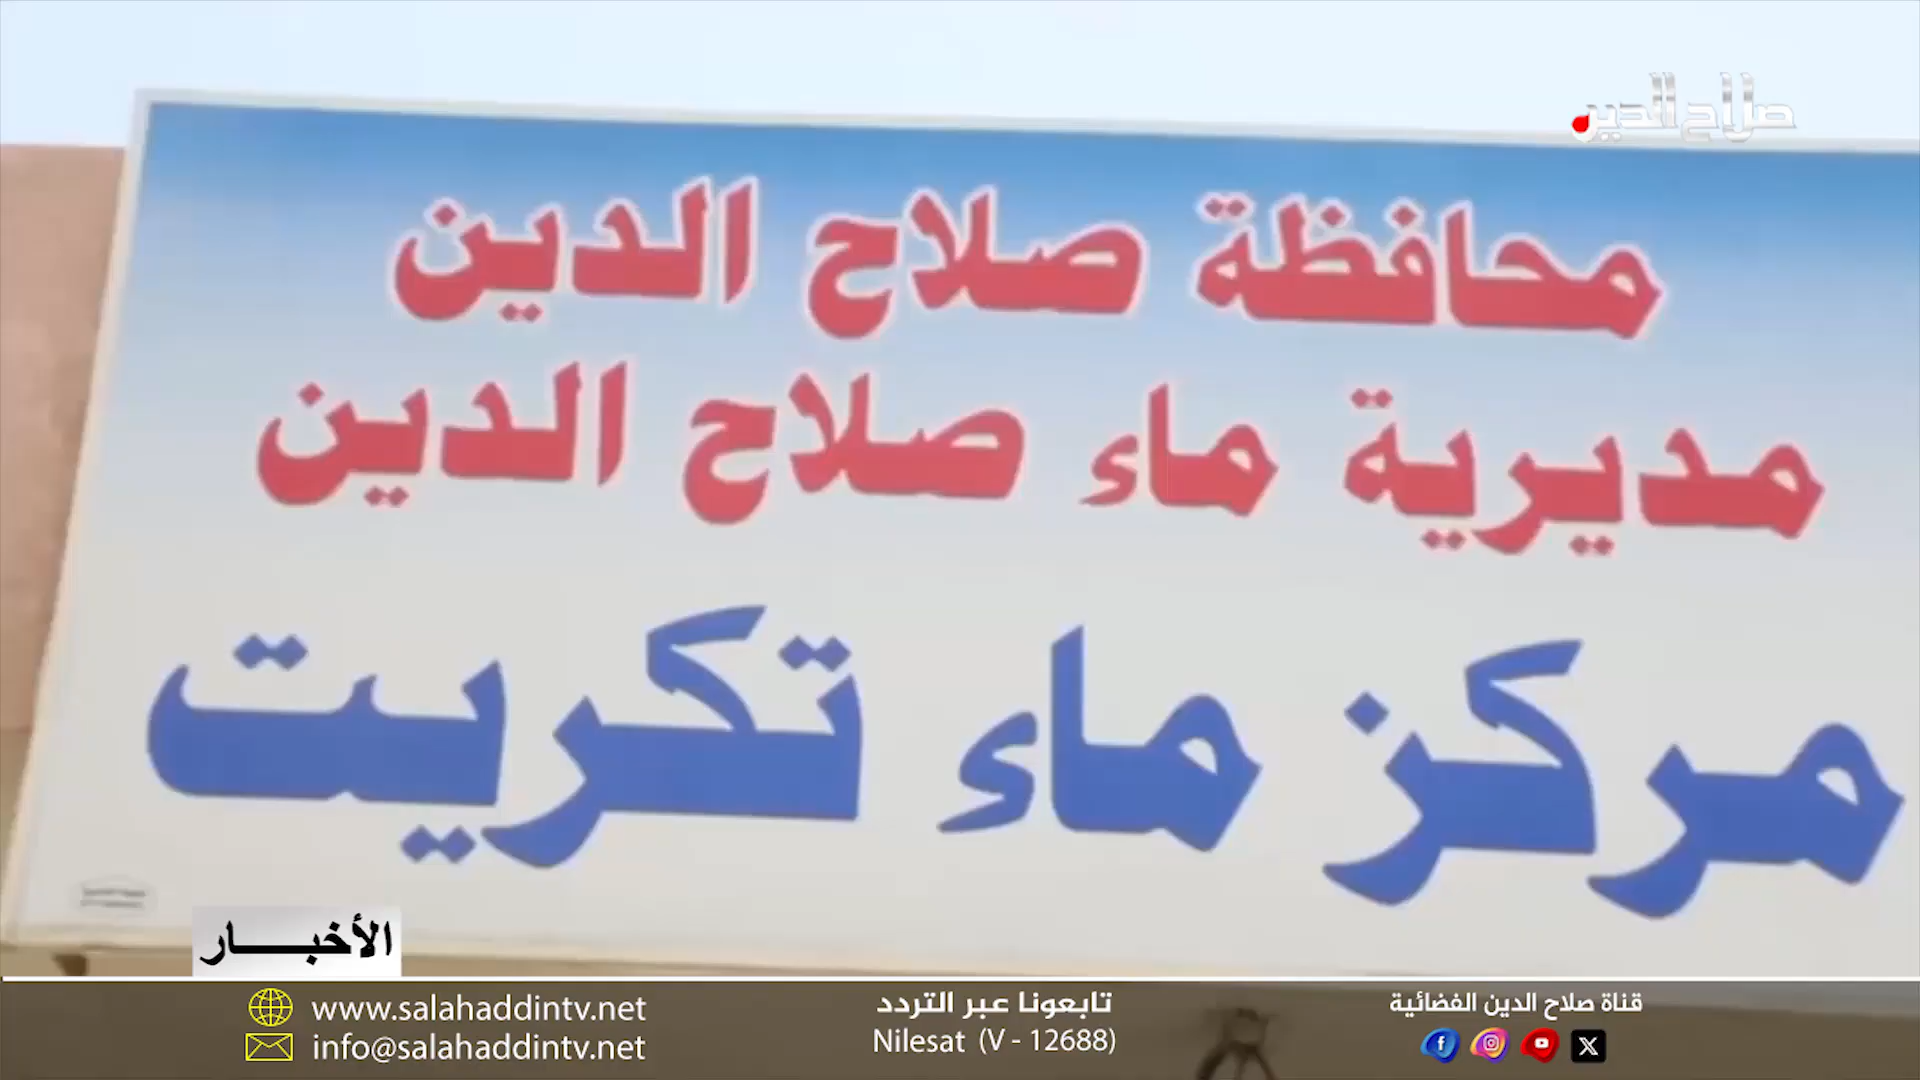 صلاح الدين
محافظة صلاح الدين
مديرية ماء صلاح الدين
مركز ماء تكريت
الأخبـــار
www.salahaddintv.net
info@salahaddintv.net
تابعونا عبر التردد
Nilesat (V - 12688)
قناة صلاح الدين الفضائية